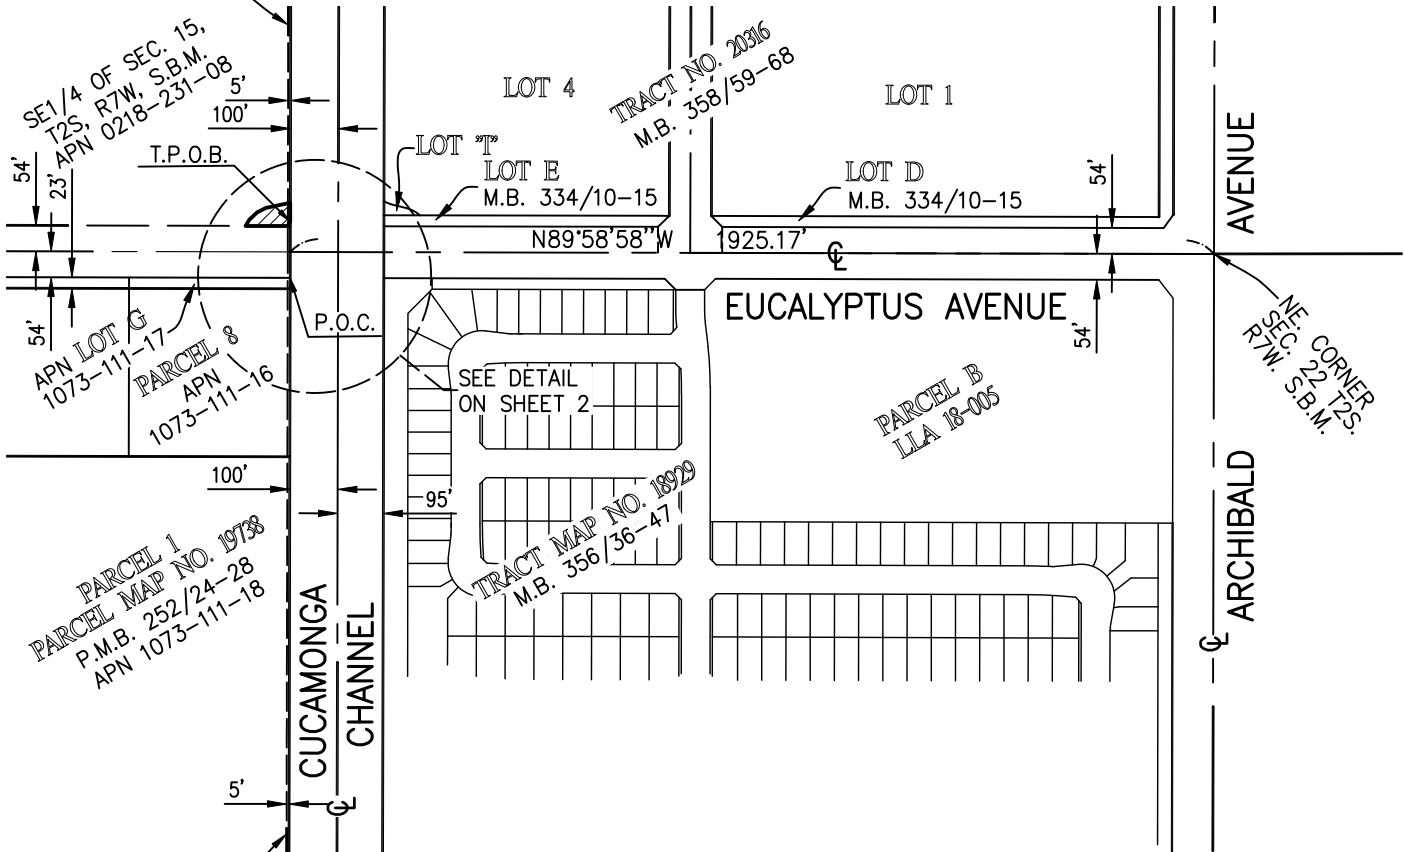 SE1/4 OF SEC. 15,
T2S, R7W, S.B.M.
APN 0218-231-08
5'
100'
T.P.O.B.
54'
23'
54'
LOT 4
LOT "I"
LOT E
M.B. 334/10-15
TRACT NO. 20316
M.B. 358/59-68
LOT 1
LOT D
M.B. 334/10-15
54'
N89°58'58"W 1925.17'
℄
EUCALYPTUS AVENUE
54'
AVENUE
ARCHIBALD
℄
NE. CORNER
SEC. 22 T2S.
R7W. S.B.M.
P.O.C.
LOT G
APN
1073-111-17
PARCEL 8
APN
1073-111-16
SEE DETAIL
ON SHEET 2
PARCEL B
LLA 18-005
100'
95'
TRACT MAP NO. 18929
M.B. 356/36-47
PARCEL 1
PARCEL MAP NO. 19738
P.M.B. 252/24-28
APN 1073-111-18
CUCAMONGA
CHANNEL
5'
℄